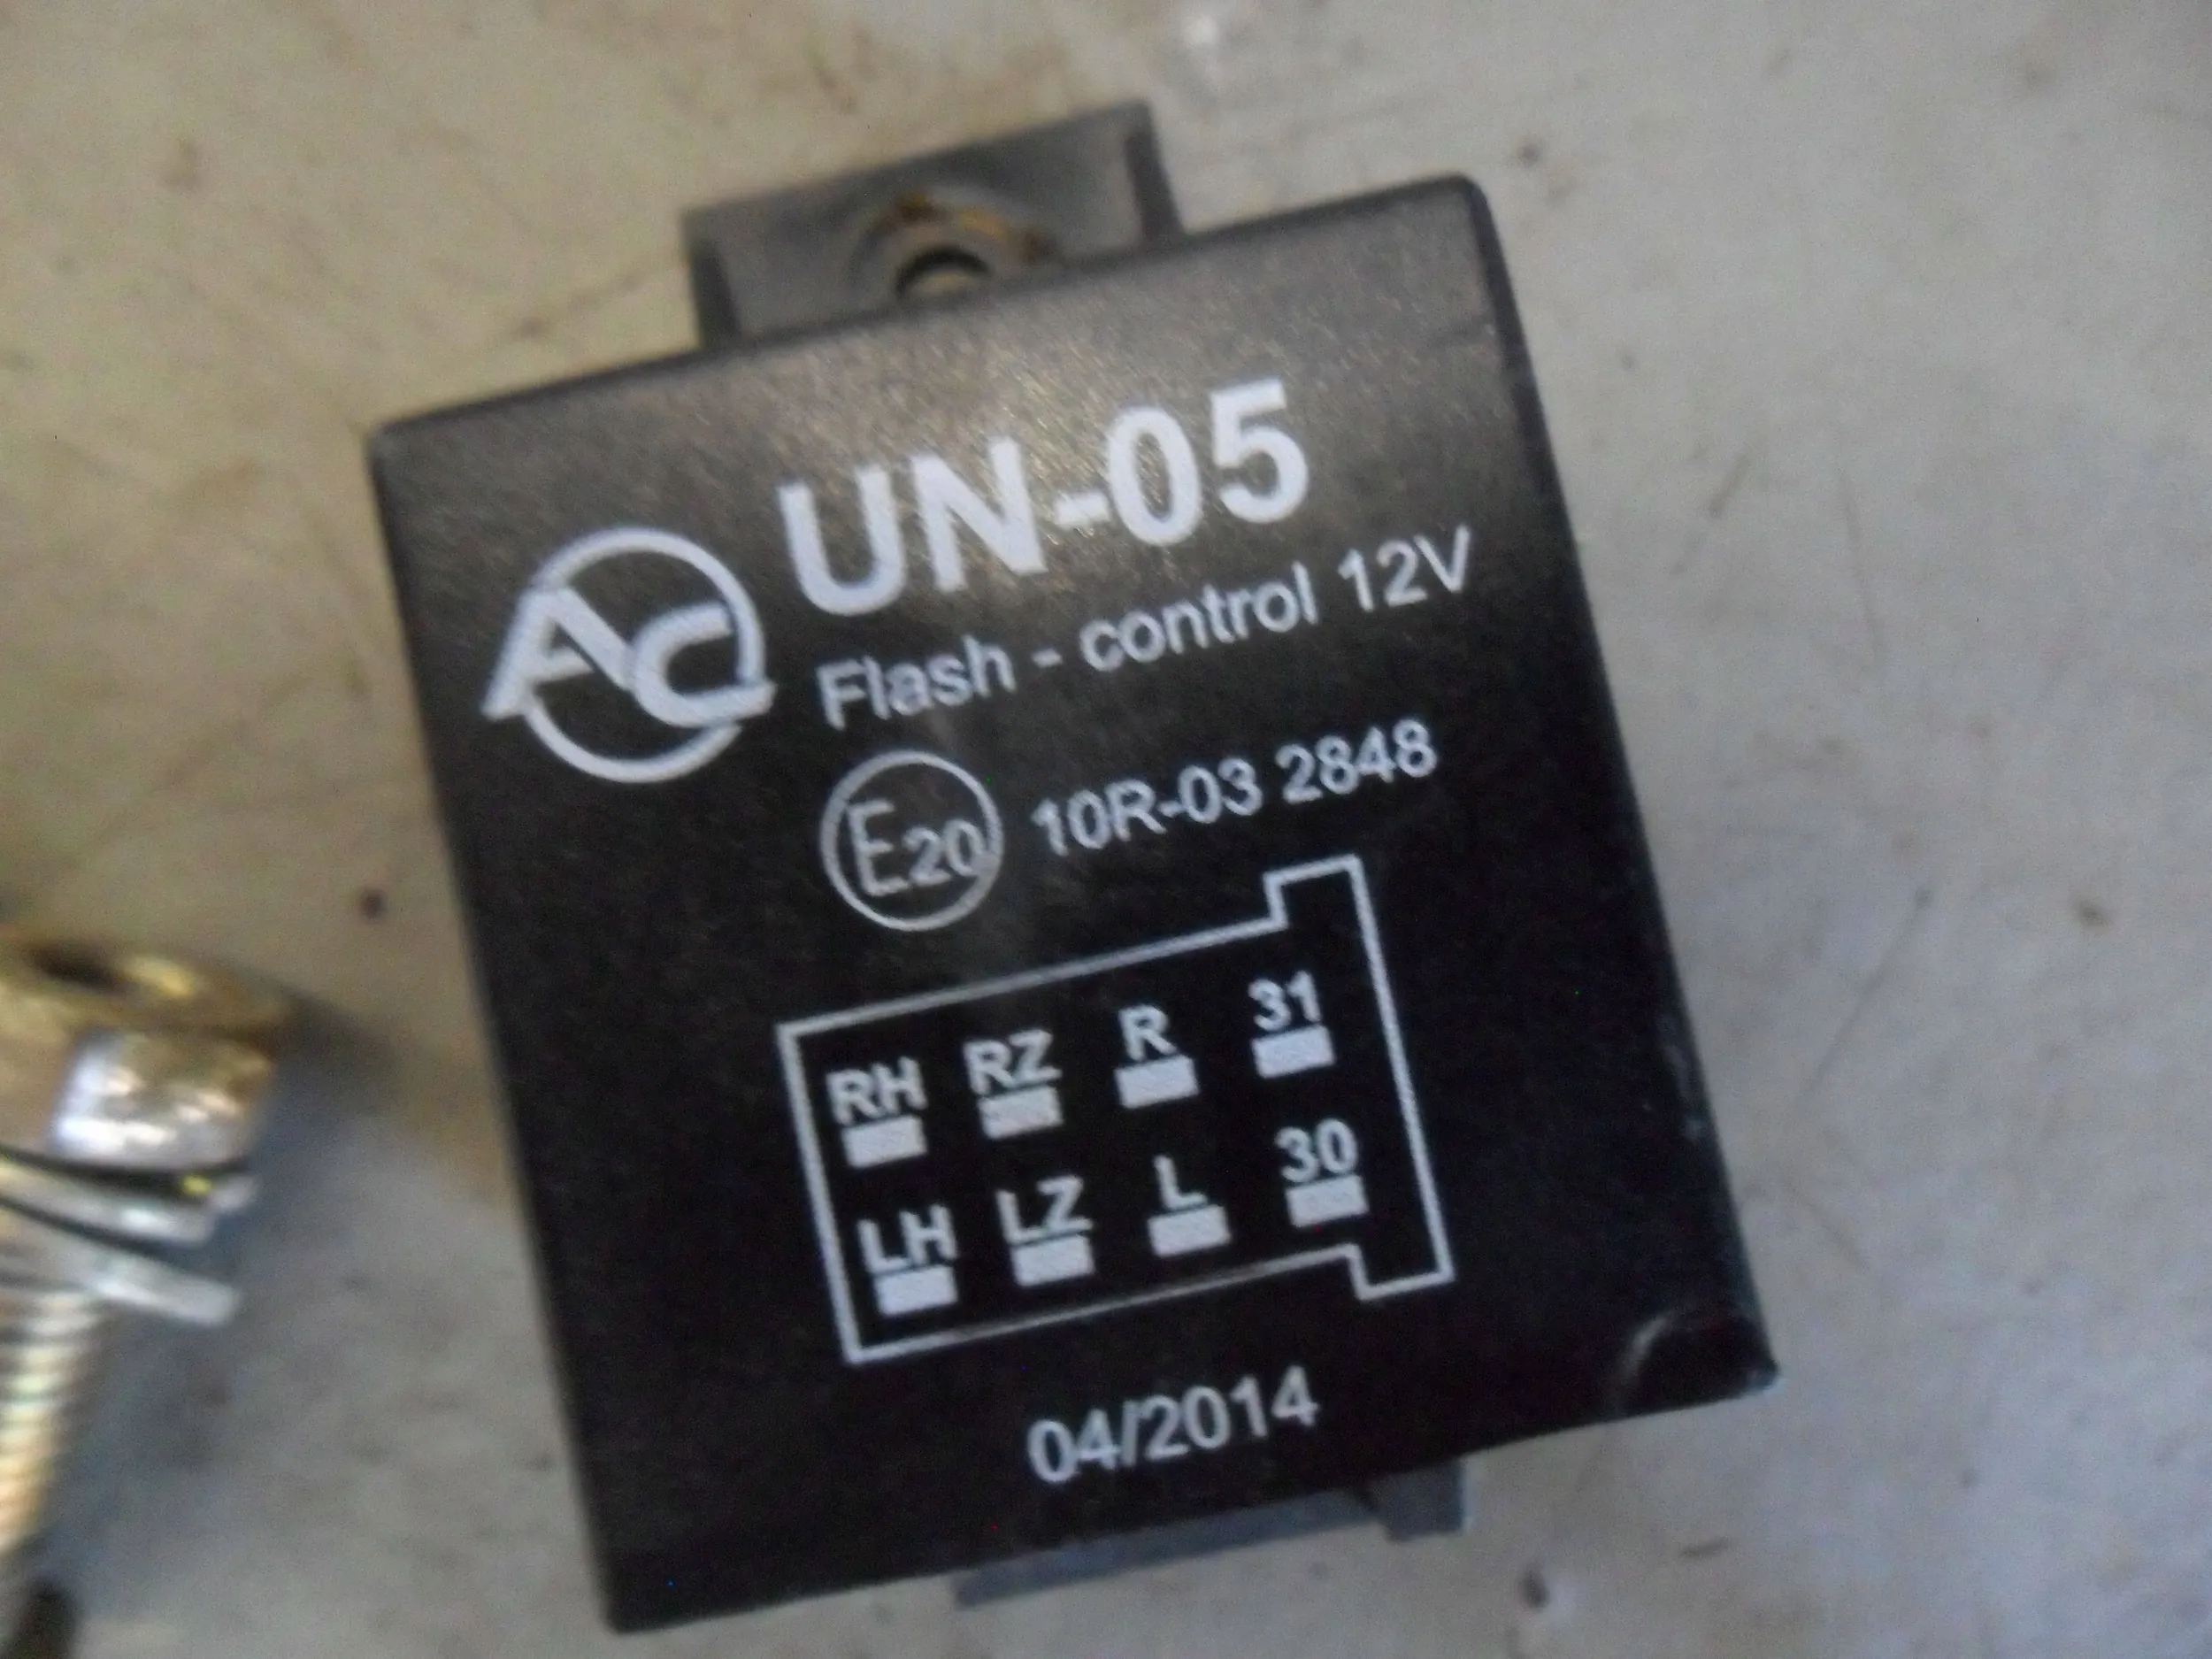 AC
UN-05
Flash - control 12V
E20 10R-03 2848
RH RZ R 31
LH LZ L 30
04/2014